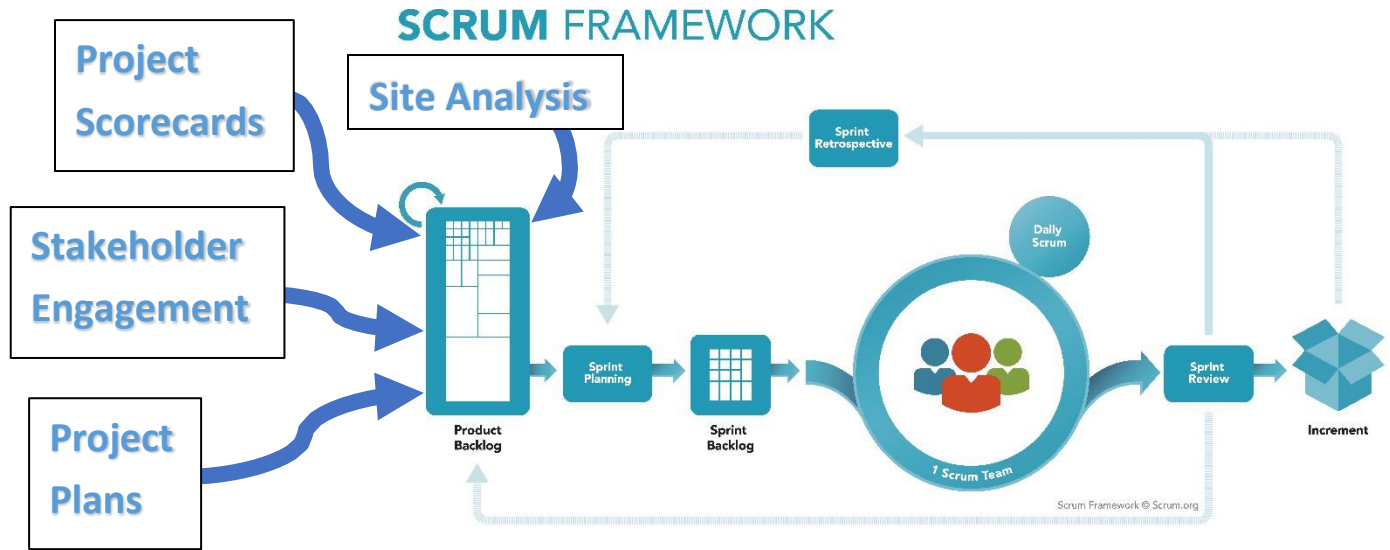 SCRUM FRAMEWORK
Project
Scorecards
Site Analysis
Stakeholder
Engagement
Project
Plans
Product
Backlog
Sprint
Planning
Sprint
Backlog
Sprint
Retrospective
Daily
Scrum
1 Scrum Team
Sprint
Review
Increment
Scrum Framework © Scrum.org